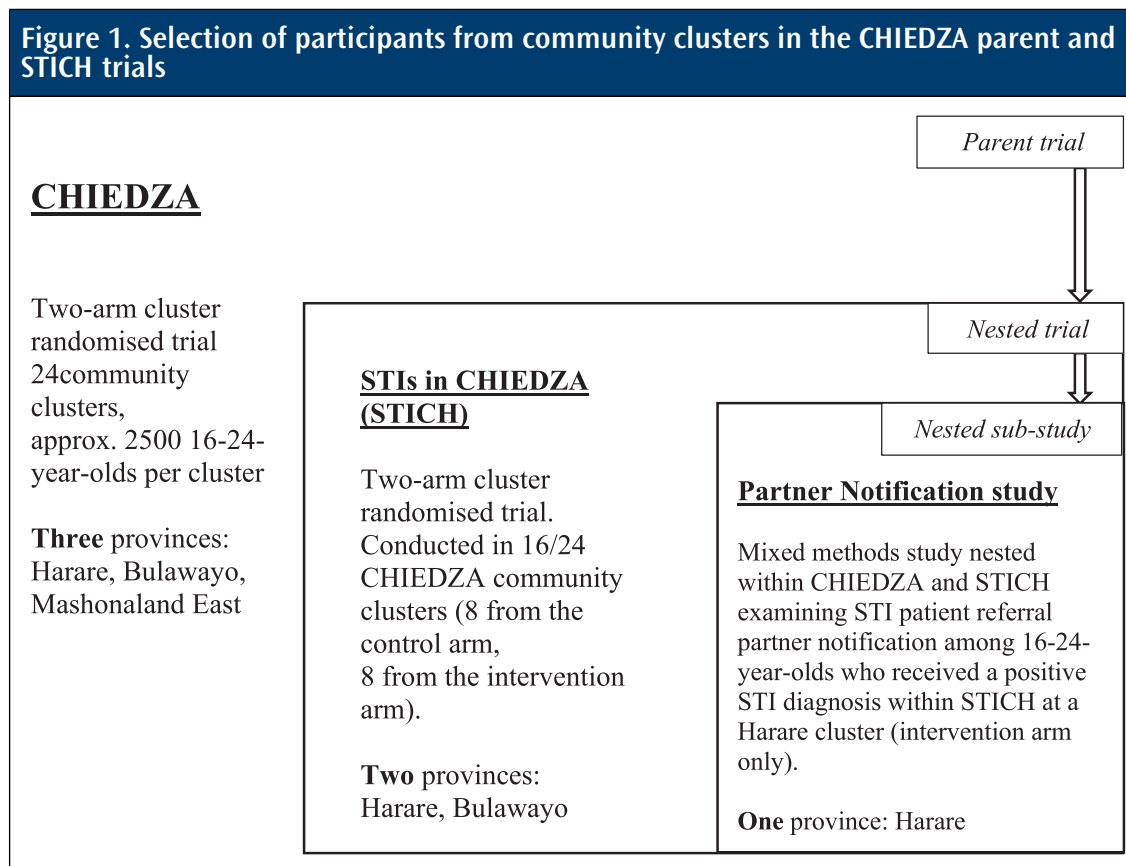 Figure 1. Selection of participants from community clusters in the CHIEDZA parent and
STICH trials
Parent trial
CHIEDZA
Two-arm cluster
randomised trial
24community
clusters,
approx. 2500 16-24-
year-olds per cluster
Three provinces:
Harare, Bulawayo,
Mashonaland East
Nested trial
STIs in CHIEDZA
(STICH)
Two-arm cluster
randomised trial.
Conducted in 16/24
CHIEDZA community
clusters (8 from the
control arm,
8 from the intervention
arm).
Two provinces:
Harare, Bulawayo
Nested sub-study
Partner Notification study
Mixed methods study nested
within CHIEDZA and STICH
examining STI patient referral
partner notification among 16-24-
year-olds who received a positive
STI diagnosis within STICH at a
Harare cluster (intervention arm
only).
One province: Harare